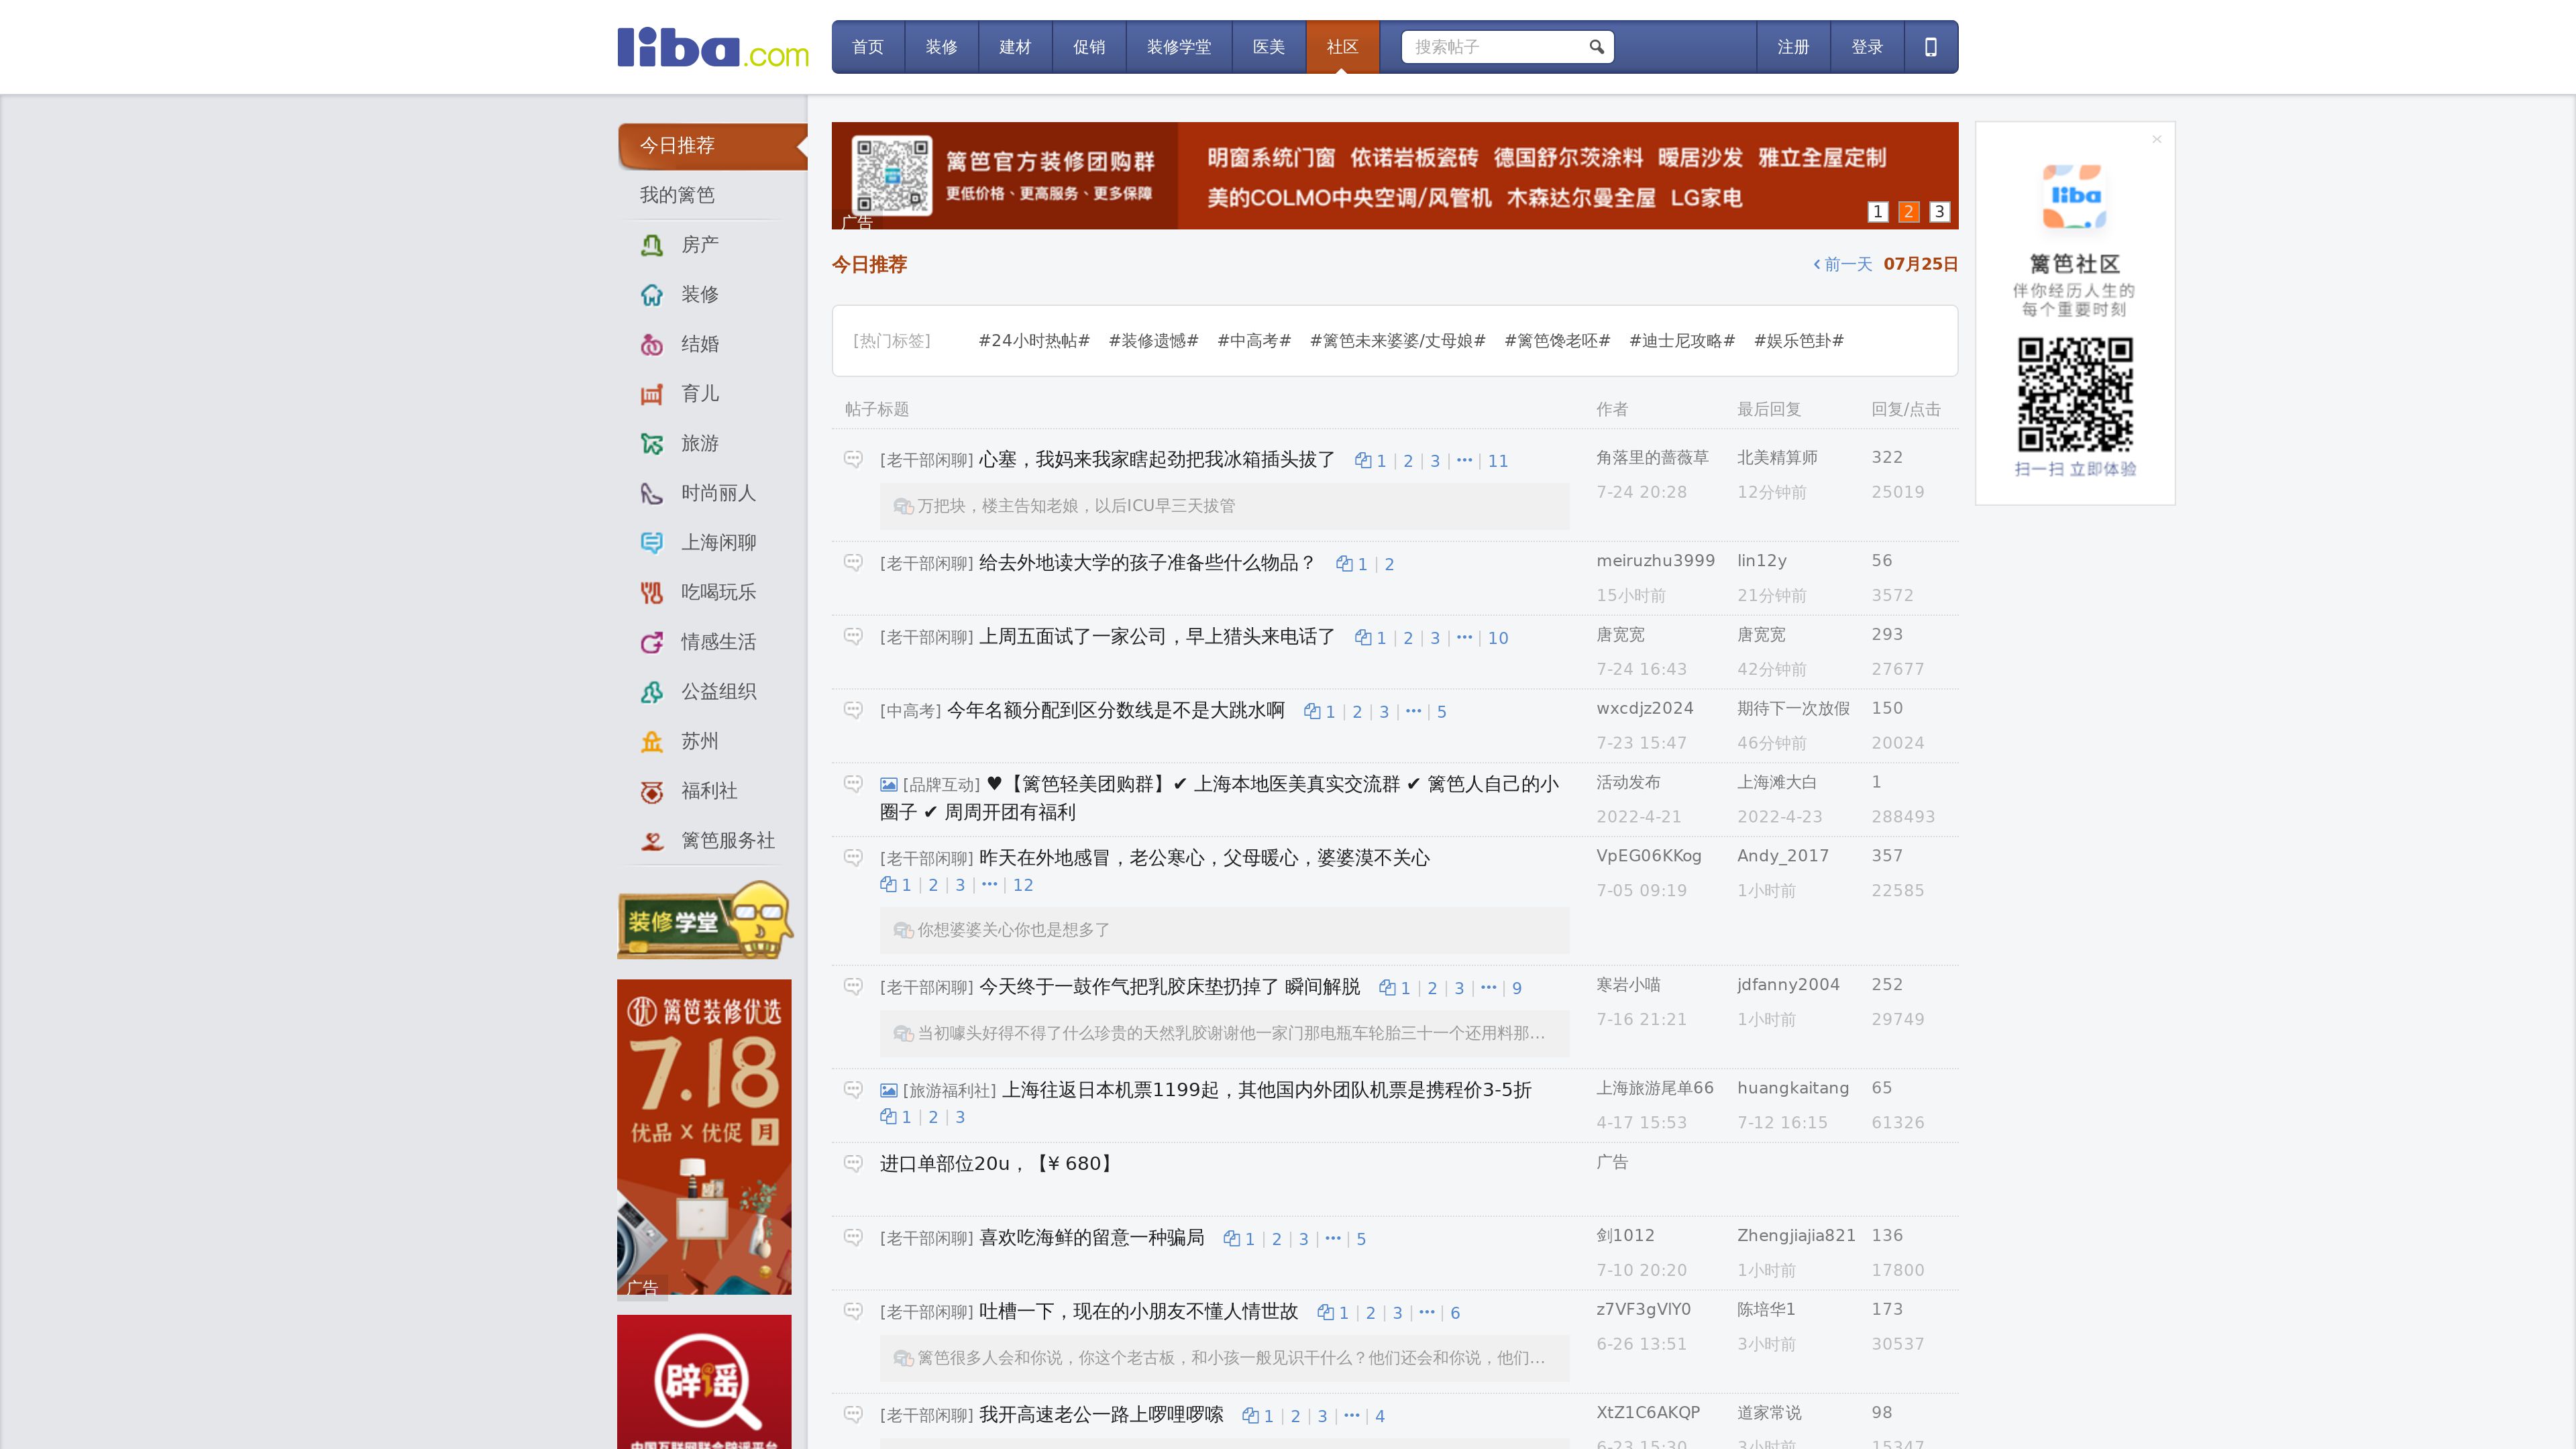 liba.com
首页 装修 建材 促销 装修学堂 医美 社区 搜索帖子 注册 登录
今日推荐
我的篱笆
房产
装修
结婚
育儿
旅游
时尚丽人
上海闲聊
吃喝玩乐
情感生活
公益组织
苏州
福利社
篱笆服务社
装修学堂
优 篱笆装修优选
7.18
优品 X 优促 月
广告
辟谣
中国互联网联合辟谣平台
篱笆官方装修团购群
更低价格、更高服务、更多保障
明窗系统门窗 依诺岩板瓷砖 德国舒尔茨涂料 暖居沙发 雅立全屋定制
美的COLMO中央空调/风管机 木森达尔曼全屋 LG家电
广告
1 2 3
今日推荐 前一天 07月25日
[热门标签] #24小时热帖# #装修遗憾# #中高考# #篱笆未来婆婆/丈母娘# #篱笆馋老呸# #迪士尼攻略# #娱乐笆卦#
帖子标题 作者 最后回复 回复/点击
[老干部闲聊] 心塞，我妈来我家瞎起劲把我冰箱插头拔了 1 | 2 | 3 | ••• | 11 角落里的蔷薇草 北美精算师 322
7-24 20:28 12分钟前 25019
万把块，楼主告知老娘，以后ICU早三天拔管
[老干部闲聊] 给去外地读大学的孩子准备些什么物品？ 1 | 2 meiruzhu3999 lin12y 56
15小时前 21分钟前 3572
[老干部闲聊] 上周五面试了一家公司，早上猎头来电话了 1 | 2 | 3 | ••• | 10 唐宽宽 唐宽宽 293
7-24 16:43 42分钟前 27677
[中高考] 今年名额分配到区分数线是不是大跳水啊 1 | 2 | 3 | ••• | 5 wxcdjz2024 期待下一次放假 150
7-23 15:47 46分钟前 20024
[品牌互动] ♥【篱笆轻美团购群】✔ 上海本地医美真实交流群 ✔ 篱笆人自己的小 活动发布 上海滩大白 1
圈子 ✔ 周周开团有福利 2022-4-21 2022-4-23 288493
[老干部闲聊] 昨天在外地感冒，老公寒心，父母暖心，婆婆漠不关心 VpEG06KKog Andy_2017 357
1 | 2 | 3 | ••• | 12 7-05 09:19 1小时前 22585
你想婆婆关心你也是想多了
[老干部闲聊] 今天终于一鼓作气把乳胶床垫扔掉了 瞬间解脱 1 | 2 | 3 | ••• | 9 寒岩小喵 jdfanny2004 252
7-16 21:21 1小时前 29749
当初噱头好得不得了什么珍贵的天然乳胶谢谢他一家门那电瓶车轮胎三十一个还用料那...
[旅游福利社] 上海往返日本机票1199起，其他国内外团队机票是携程价3-5折 上海旅游尾单66 huangkaitang 65
1 | 2 | 3 4-17 15:53 7-12 16:15 61326
进口单部位20u，【¥ 680】 广告
[老干部闲聊] 喜欢吃海鲜的留意一种骗局 1 | 2 | 3 | ••• | 5 剑1012 Zhengjiajia821 136
7-10 20:20 1小时前 17800
[老干部闲聊] 吐槽一下，现在的小朋友不懂人情世故 1 | 2 | 3 | ••• | 6 z7VF3gVlY0 陈培华1 173
6-26 13:51 3小时前 30537
篱笆很多人会和你说，你这个老古板，和小孩一般见识干什么？他们还会和你说，他们...
[老干部闲聊] 我开高速老公一路上啰哩啰嗦 1 | 2 | 3 | ••• | 4 XtZ1C6AKQP 道家常说 98
6-23 15:30 3小时前 15347
×
liba
篱笆社区
伴你经历人生的
每个重要时刻
扫一扫 立即体验